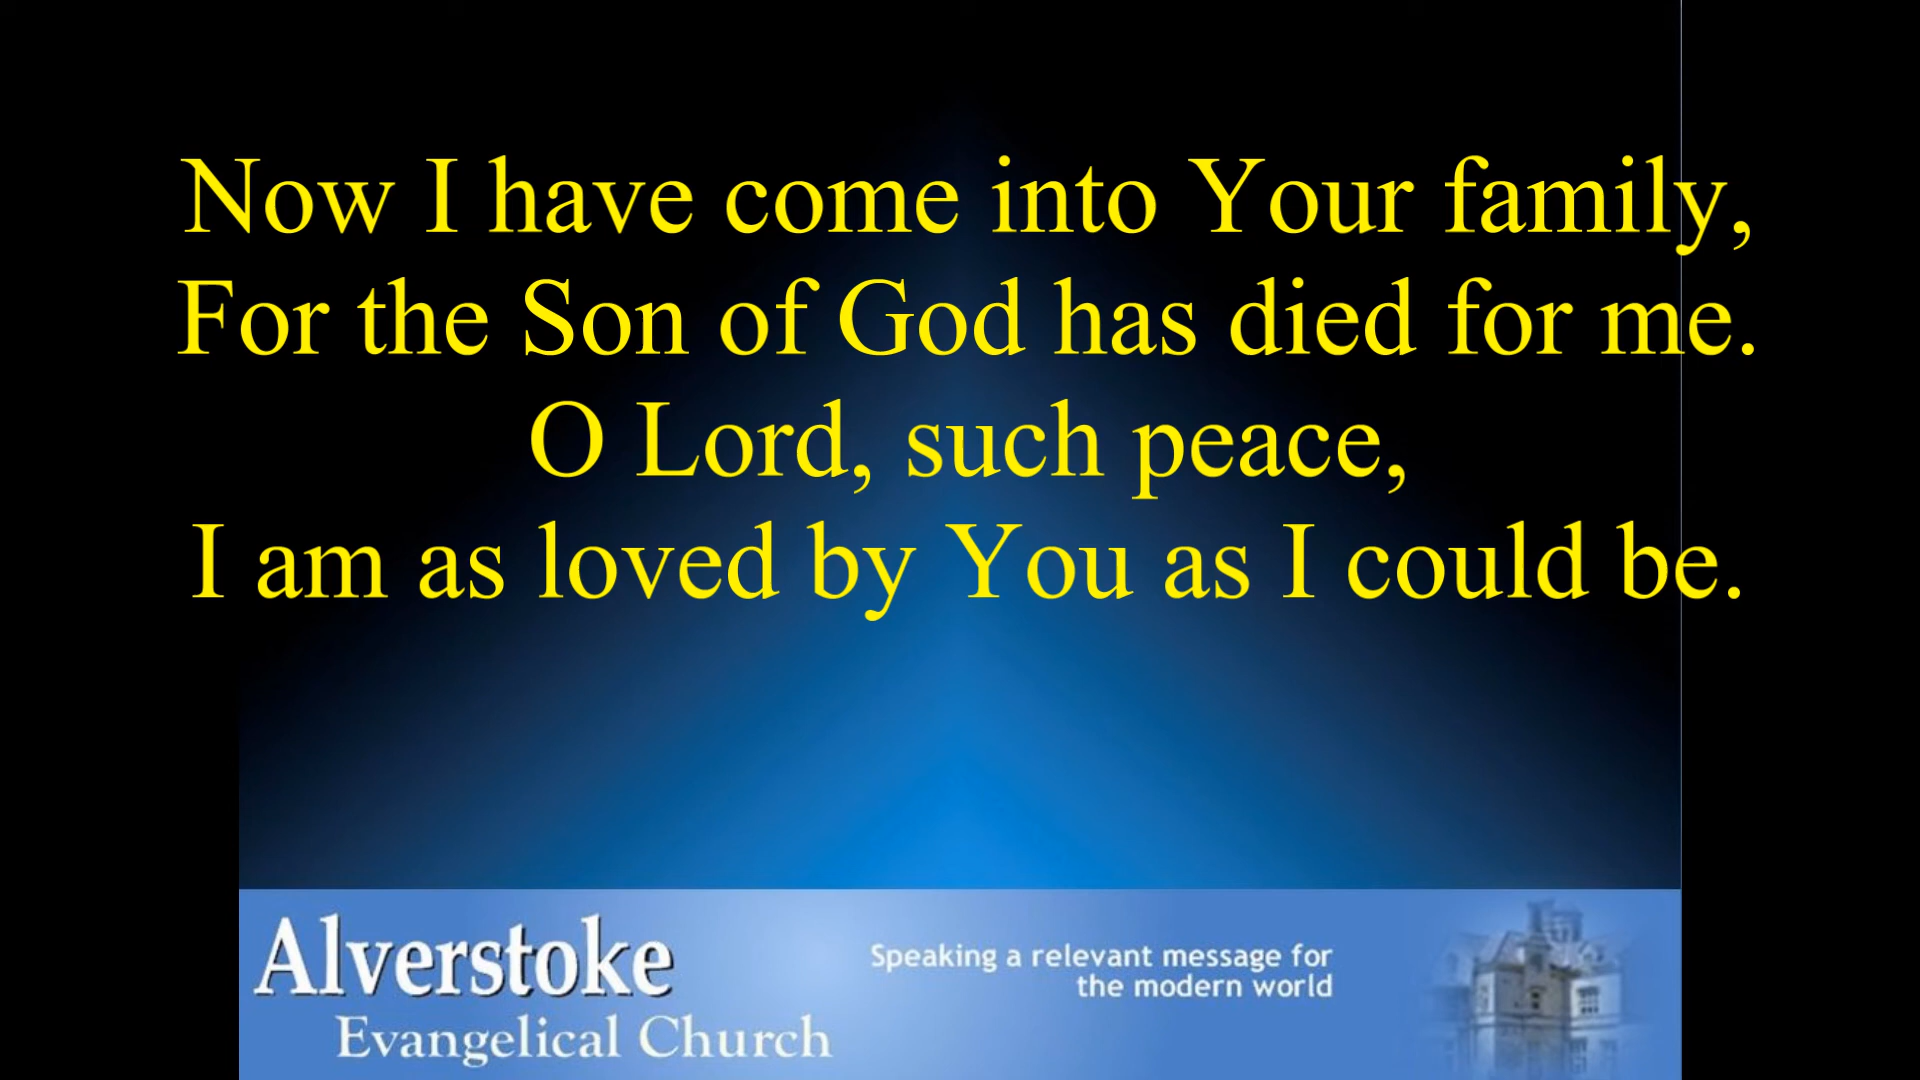 Now I have come into Your family,
For the Son of God has died for me.
O Lord, such peace,
I am as loved by You as I could be.
Alverstoke
Evangelical Church
Speaking a relevant message for
the modern world